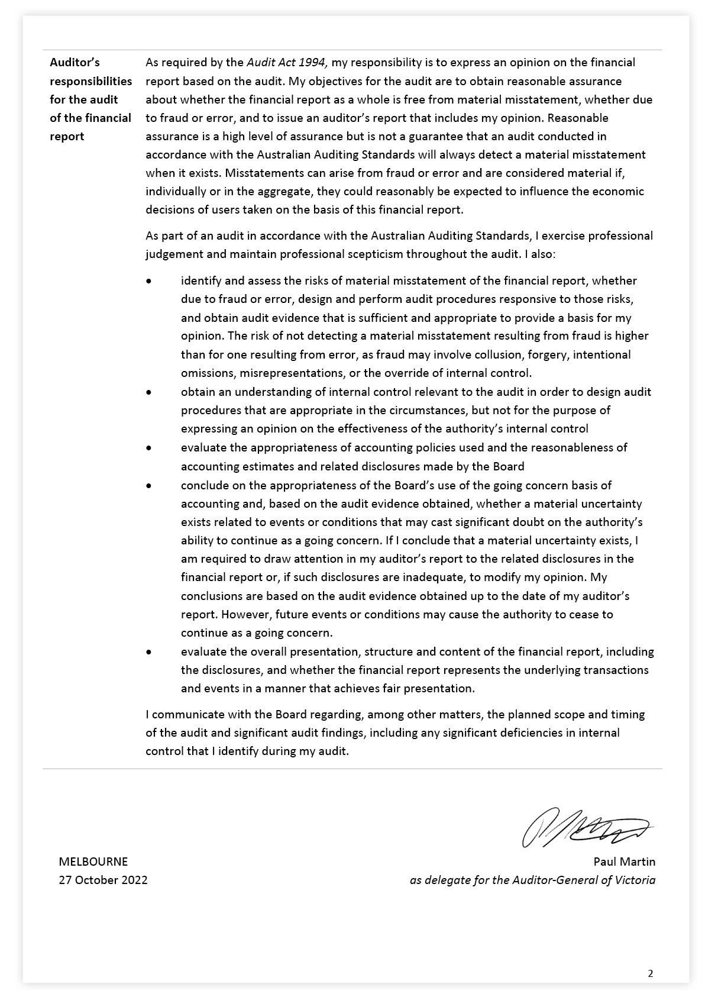 Auditor’s
responsibilities
for the audit
of the financial
report
As required by the Audit Act 1994, my responsibility is to express an opinion on the financial
report based on the audit. My objectives for the audit are to obtain reasonable assurance
about whether the financial report as a whole is free from material misstatement, whether due
to fraud or error, and to issue an auditor’s report that includes my opinion. Reasonable
assurance is a high level of assurance but is not a guarantee that an audit conducted in
accordance with the Australian Auditing Standards will always detect a material misstatement
when it exists. Misstatements can arise from fraud or error and are considered material if,
individually or in the aggregate, they could reasonably be expected to influence the economic
decisions of users taken on the basis of this financial report.
As part of an audit in accordance with the Australian Auditing Standards, I exercise professional
judgement and maintain professional scepticism throughout the audit. I also:
• identify and assess the risks of material misstatement of the financial report, whether
due to fraud or error, design and perform audit procedures responsive to those risks,
and obtain audit evidence that is sufficient and appropriate to provide a basis for my
opinion. The risk of not detecting a material misstatement resulting from fraud is higher
than for one resulting from error, as fraud may involve collusion, forgery, intentional
omissions, misrepresentations, or the override of internal control.
• obtain an understanding of internal control relevant to the audit in order to design audit
procedures that are appropriate in the circumstances, but not for the purpose of
expressing an opinion on the effectiveness of the authority’s internal control
• evaluate the appropriateness of accounting policies used and the reasonableness of
accounting estimates and related disclosures made by the Board
• conclude on the appropriateness of the Board’s use of the going concern basis of
accounting and, based on the audit evidence obtained, whether a material uncertainty
exists related to events or conditions that may cast significant doubt on the authority’s
ability to continue as a going concern. If I conclude that a material uncertainty exists, I
am required to draw attention in my auditor’s report to the related disclosures in the
financial report or, if such disclosures are inadequate, to modify my opinion. My
conclusions are based on the audit evidence obtained up to the date of my auditor’s
report. However, future events or conditions may cause the authority to cease to
continue as a going concern.
• evaluate the overall presentation, structure and content of the financial report, including
the disclosures, and whether the financial report represents the underlying transactions
and events in a manner that achieves fair presentation.
I communicate with the Board regarding, among other matters, the planned scope and timing
of the audit and significant audit findings, including any significant deficiencies in internal
control that I identify during my audit.
MELBOURNE
27 October 2022
Paul Martin
as delegate for the Auditor-General of Victoria
2